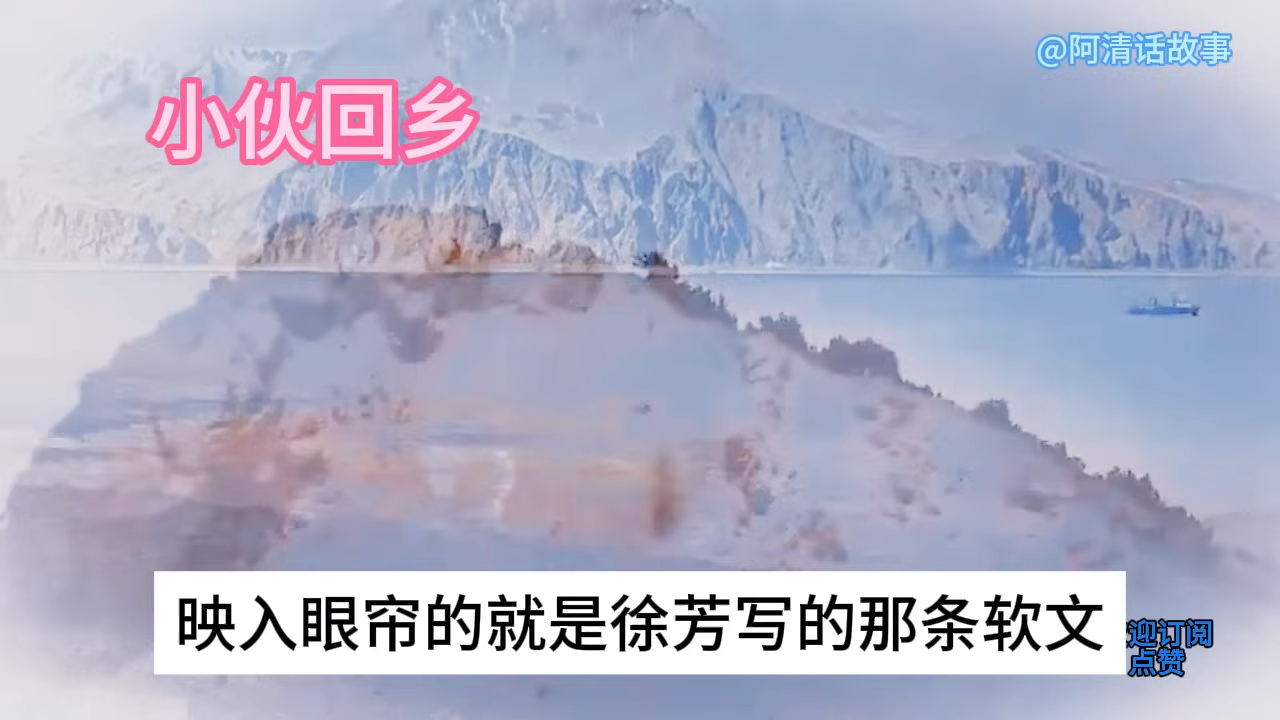 @阿清话故事
小伙回乡
映入眼帘的就是徐芳写的那条软文
迎订阅
点赞